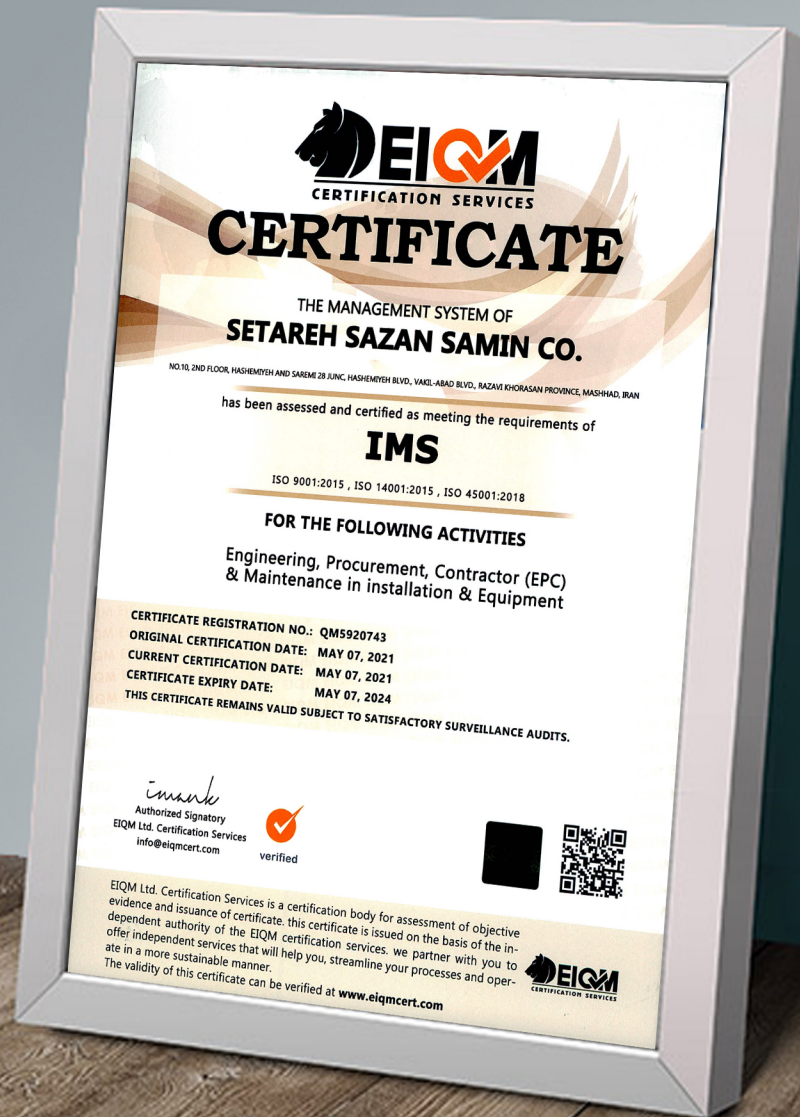 EIQM
CERTIFICATION SERVICES
CERTIFICATE
THE MANAGEMENT SYSTEM OF
SETAREH SAZAN SAMIN CO.
NO.10, 2ND FLOOR, HASHEMIYEH AND SAREMI 28 JUNC, HASHEMIYEH BLVD., VAKIL-ABAD BLVD., RAZAVI KHORASAN PROVINCE, MASHHAD, IRAN
has been assessed and certified as meeting the requirements of
IMS
ISO 9001:2015 , ISO 14001:2015 , ISO 45001:2018
FOR THE FOLLOWING ACTIVITIES
Engineering, Procurement, Contractor (EPC)
& Maintenance in installation & Equipment
CERTIFICATE REGISTRATION NO.: QM5920743
ORIGINAL CERTIFICATION DATE: MAY 07, 2021
CURRENT CERTIFICATION DATE: MAY 07, 2021
CERTIFICATE EXPIRY DATE: MAY 07, 2024
THIS CERTIFICATE REMAINS VALID SUBJECT TO SATISFACTORY SURVEILLANCE AUDITS.
Authorized Signatory
EIQM Ltd. Certification Services
info@eiqmcert.com
verified
EIQM Ltd. Certification Services is a certification body for assessment of objective
evidence and issuance of certificate. this certificate is issued on the basis of the in-
dependent authority of the EIQM certification services. we partner with you to
offer independent services that will help you, streamline your processes and oper-
ate in a more sustainable manner.
The validity of this certificate can be verified at www.eiqmcert.com
EIQM
CERTIFICATION SERVICES